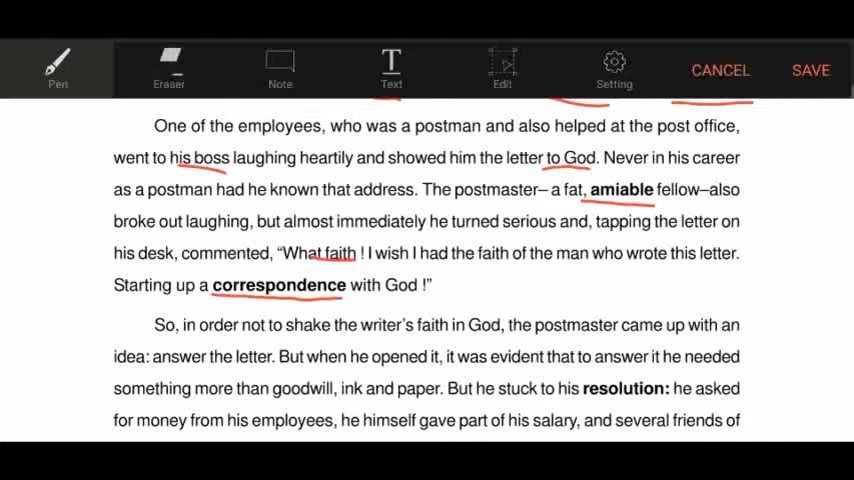 Pen
Eraser
Note
T
Text
Edit
Setting
CANCEL
SAVE
One of the employees, who was a postman and also helped at the post office,
went to his boss laughing heartily and showed him the letter to God. Never in his career
as a postman had he known that address. The postmaster– a fat, amiable fellow–also
broke out laughing, but almost immediately he turned serious and, tapping the letter on
his desk, commented, “What faith ! I wish I had the faith of the man who wrote this letter.
Starting up a correspondence with God !”
So, in order not to shake the writer’s faith in God, the postmaster came up with an
idea: answer the letter. But when he opened it, it was evident that to answer it he needed
something more than goodwill, ink and paper. But he stuck to his resolution: he asked
for money from his employees, he himself gave part of his salary, and several friends of